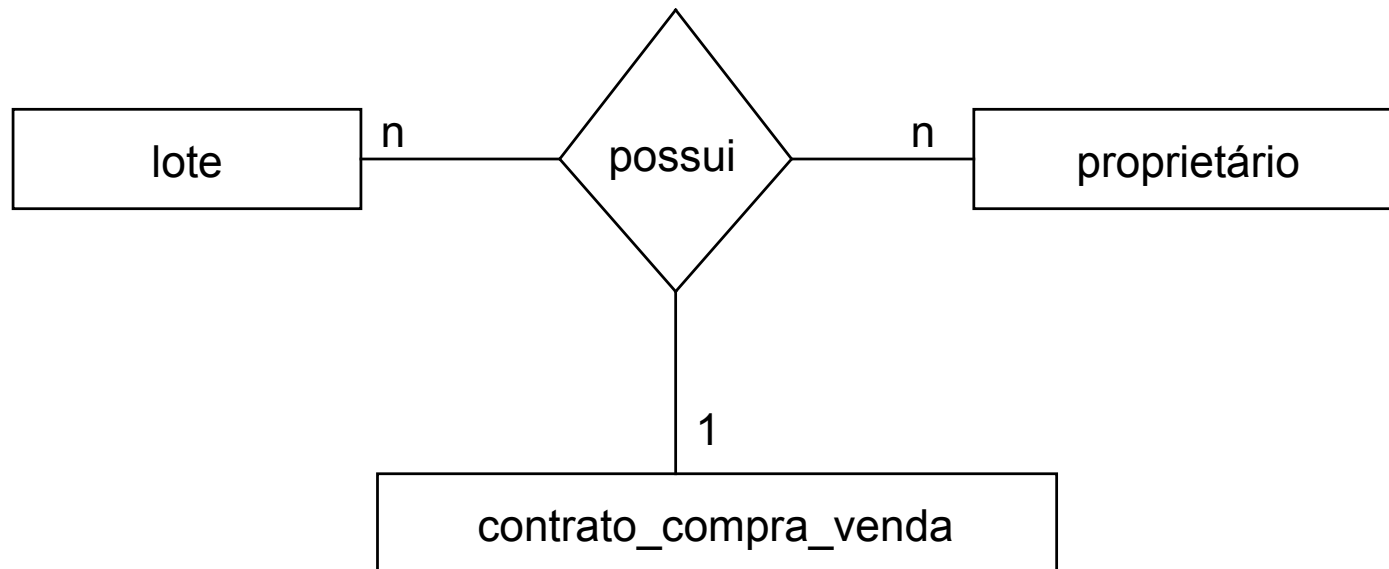 lote
n
possui
n
proprietário
1
contrato_compra_venda